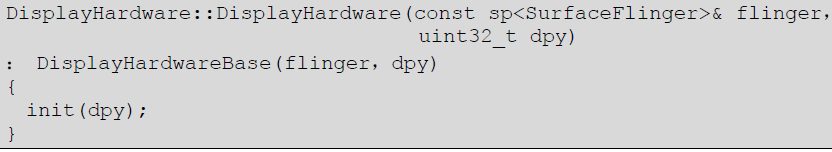 DisplayHardware::DisplayHardware(const sp<SurfaceFlinger>& flinger，
uint32_t dpy)
： DisplayHardwareBase(flinger，dpy)
{
init(dpy);
}